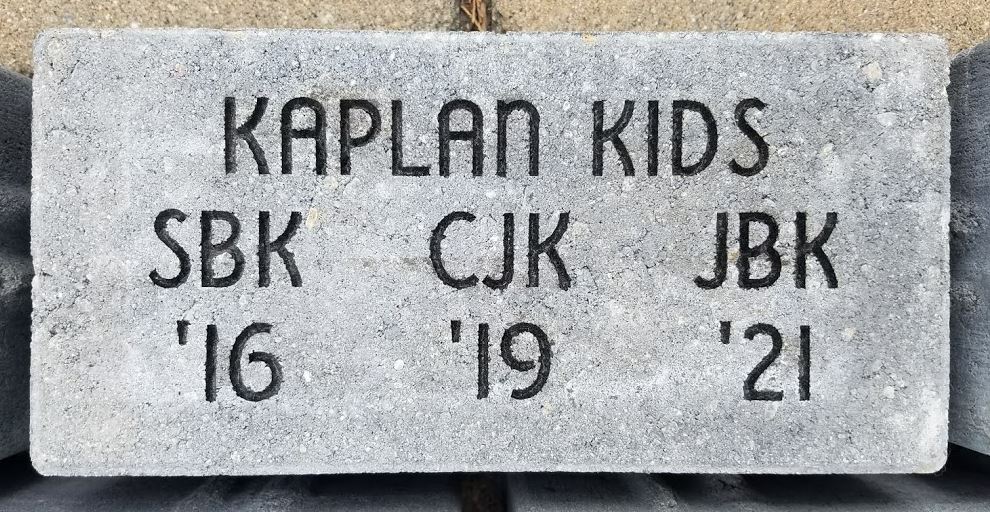 KAPLAN KIDS
SBK CJK JBK
'16 '19 '21